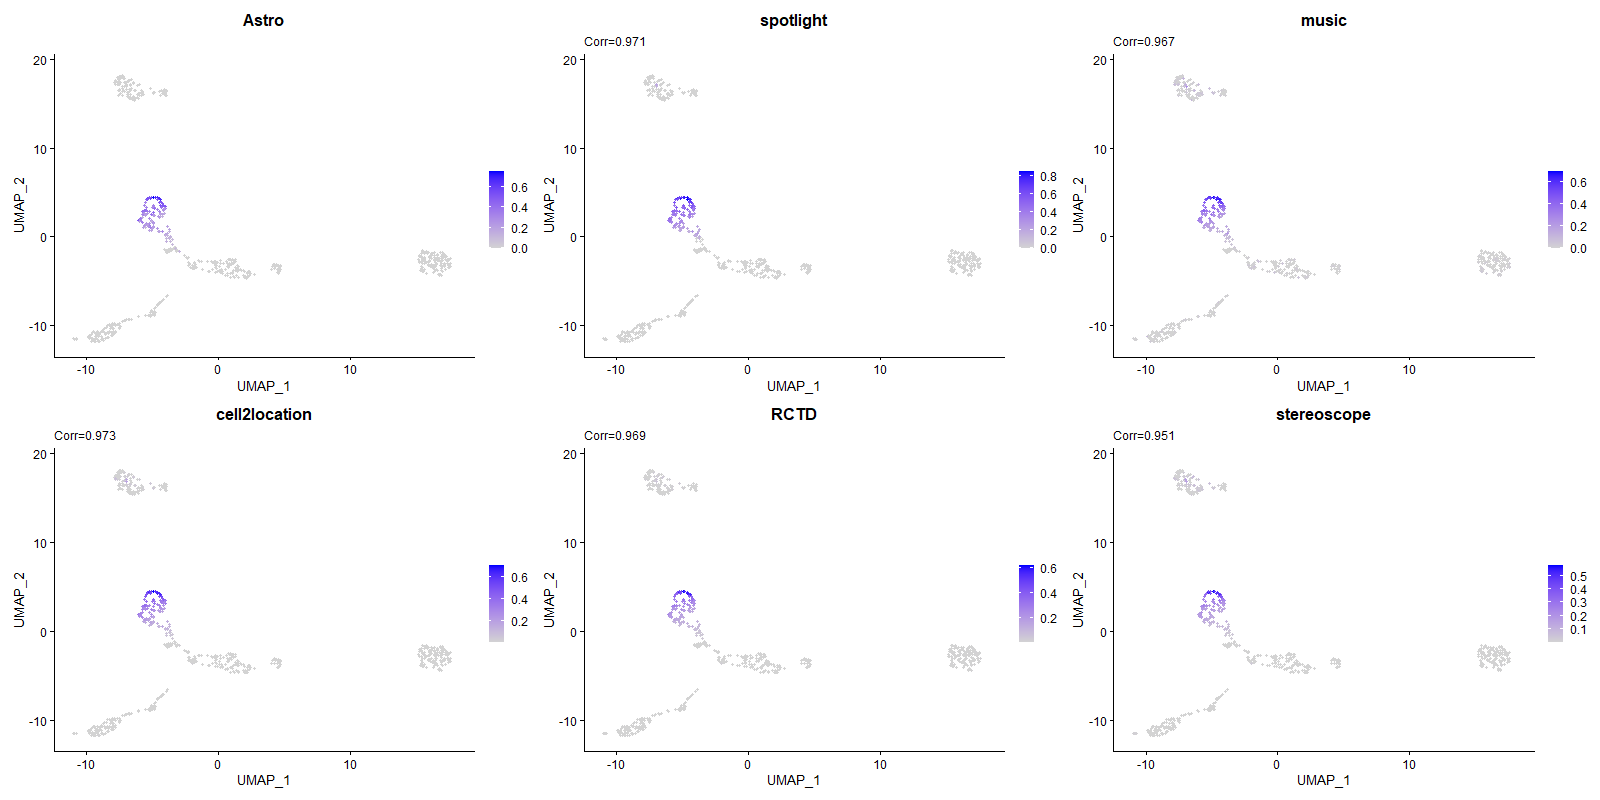 Astro
20
10
0
-10
UMAP_2
-10
0
10
UMAP_1
0.6
0.4
0.2
0.0
spotlight
Corr=0.971
20
10
0
-10
UMAP_2
-10
0
10
UMAP_1
0.8
0.6
0.4
0.2
0.0
music
Corr=0.967
20
10
0
-10
UMAP_2
-10
0
10
UMAP_1
0.6
0.4
0.2
0.0
cell2location
Corr=0.973
20
10
0
-10
UMAP_2
-10
0
10
UMAP_1
0.6
0.4
0.2
RCTD
Corr=0.969
20
10
0
-10
UMAP_2
-10
0
10
UMAP_1
0.6
0.4
0.2
stereoscope
Corr=0.951
20
10
0
-10
UMAP_2
-10
0
10
UMAP_1
0.5
0.4
0.3
0.2
0.1